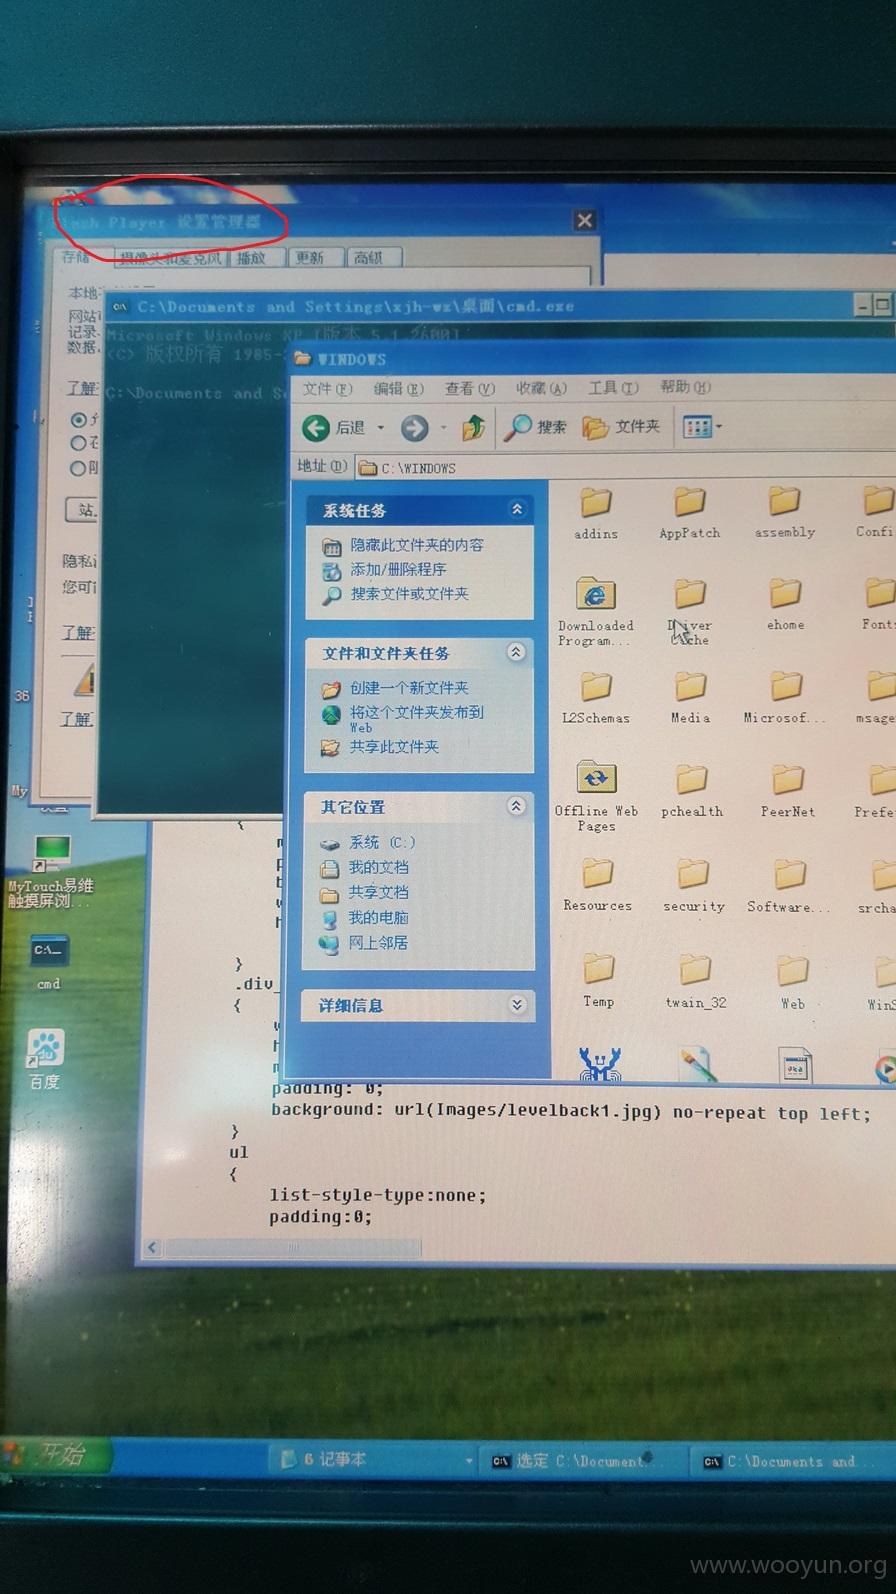 Player 设置管理器
存储 摄像头和麦克风 播放 更新 高级
本地
网站
记录
数据
了解
站
隐私
您可
了解
了解
C:\Documents and Settings\xjh-wz\桌面\cmd.exe
Microsoft Windows XP [版本 5.1.2600]
<C> 版权所有 1985-
C:\Documents and S
WINDOWS
文件(F) 编辑(E) 查看(V) 收藏(A) 工具(T) 帮助(H)
后退 搜索 文件夹
地址(D) C:\WINDOWS
系统任务
隐藏此文件夹的内容
添加/删除程序
搜索文件或文件夹
文件和文件夹任务
创建一个新文件夹
将这个文件夹发布到
Web
共享此文件夹
其它位置
系统 (C:)
我的文档
共享文档
我的电脑
网上邻居
详细信息
addins AppPatch assembly Confi
Downloaded Driver ehome Font
Program... Cache
L2Schemas Media Microsof... msage
Offline Web pchealth PeerNet Prefe
Pages
Resources security Software... srcha
Temp twain_32 Web WinS
36
My
MyTouch易维
触摸屏浏...
cmd
百度
{
}
.div_
{
padding: 0;
background: url(Images/levelback1.jpg) no-repeat top left;
}
ul
{
list-style-type:none;
padding:0;
开始 6 记事本 选定 C:\Document... C:\Documents and...
www.wooyun.org